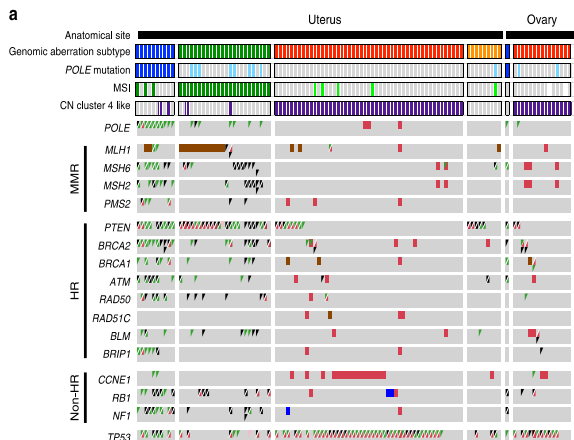 a
Uterus Ovary
Anatomical site
Genomic aberration subtype
POLE mutation
MSI
CN cluster 4 like
POLE
MMR
MLH1
MSH6
MSH2
PMS2
HR
PTEN
BRCA2
BRCA1
ATM
RAD50
RAD51C
BLM
BRIP1
Non-HR
CCNE1
RB1
NF1
TP53